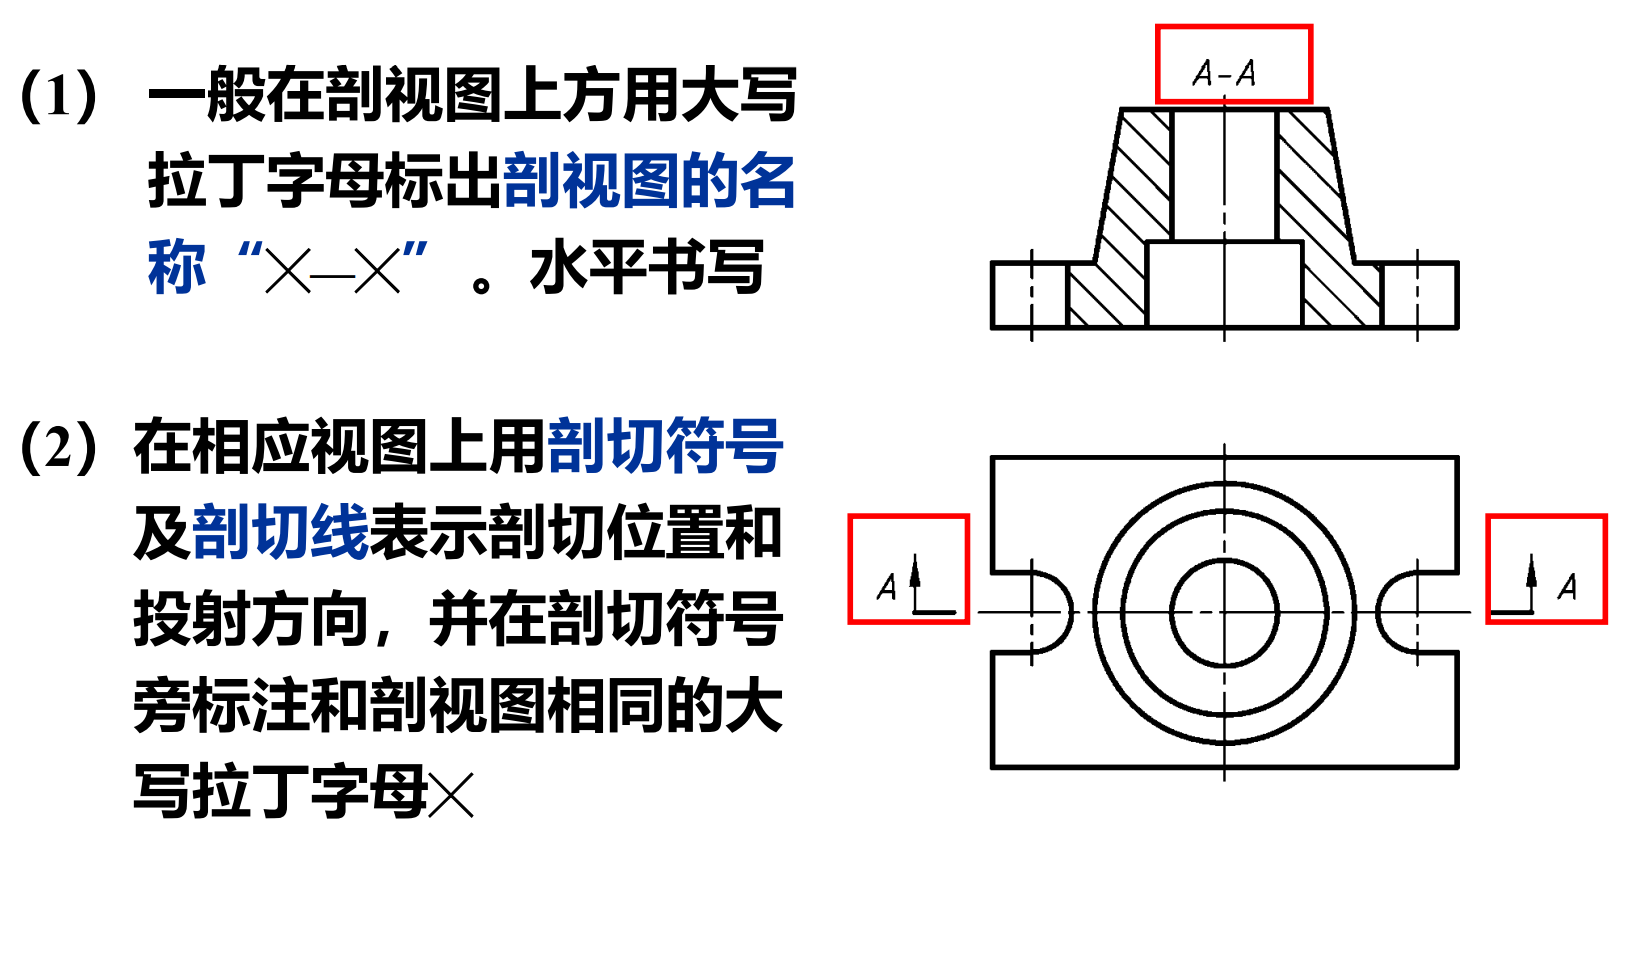 (1) 一般在剖视图上方用大写
拉丁字母标出剖视图的名
称“×—×”。水平书写
(2) 在相应视图上用剖切符号
及剖切线表示剖切位置和
投射方向，并在剖切符号
旁标注和剖视图相同的大
写拉丁字母×
A-A
A
A